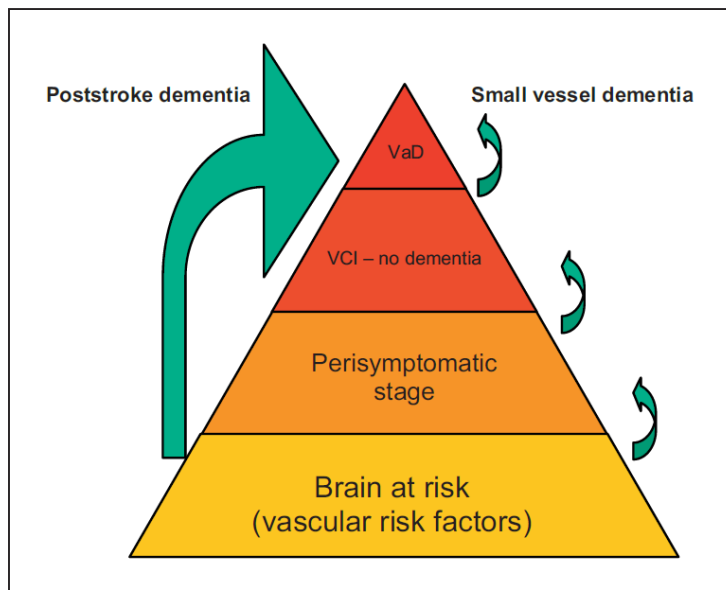 Poststroke dementia
Small vessel dementia
VaD
VCI – no dementia
Perisymptomatic
stage
Brain at risk
(vascular risk factors)